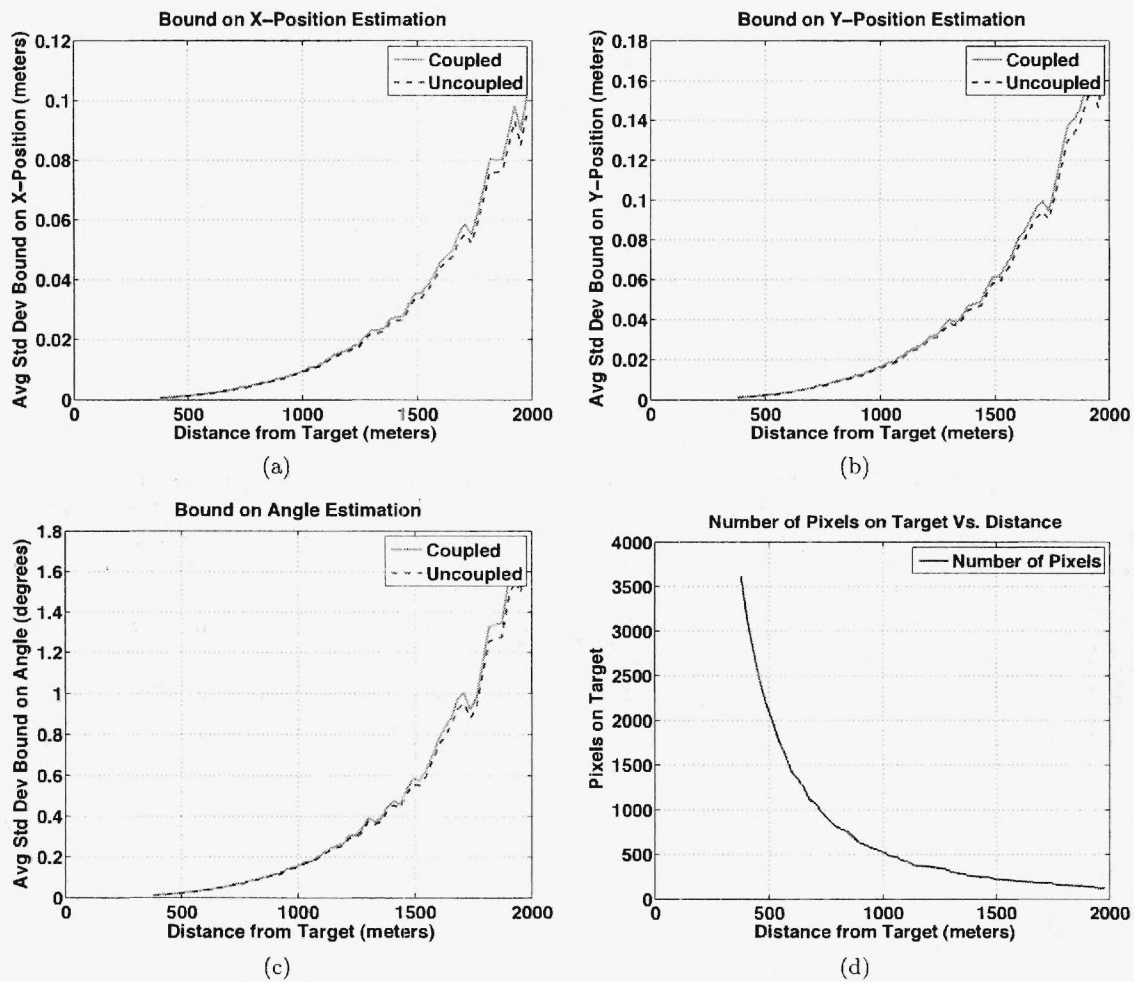 Bound on X-Position Estimation
Avg Std Dev Bound on X-Position (meters)
0.12
0.1
0.08
0.06
0.04
0.02
0
Coupled
Uncoupled
0 500 1000 1500 2000
Distance from Target (meters)
(a)
Bound on Y-Position Estimation
Avg Std Dev Bound on Y-Position (meters)
0.18
0.16
0.14
0.12
0.1
0.08
0.06
0.04
0.02
0
Coupled
Uncoupled
0 500 1000 1500 2000
Distance from Target (meters)
(b)
Bound on Angle Estimation
Avg Std Dev Bound on Angle (degrees)
1.8
1.6
1.4
1.2
1
0.8
0.6
0.4
0.2
0
Coupled
Uncoupled
0 500 1000 1500 2000
Distance from Target (meters)
(c)
Number of Pixels on Target Vs. Distance
Pixels on Target
4000
3500
3000
2500
2000
1500
1000
500
0
Number of Pixels
0 500 1000 1500 2000
Distance from Target (meters)
(d)